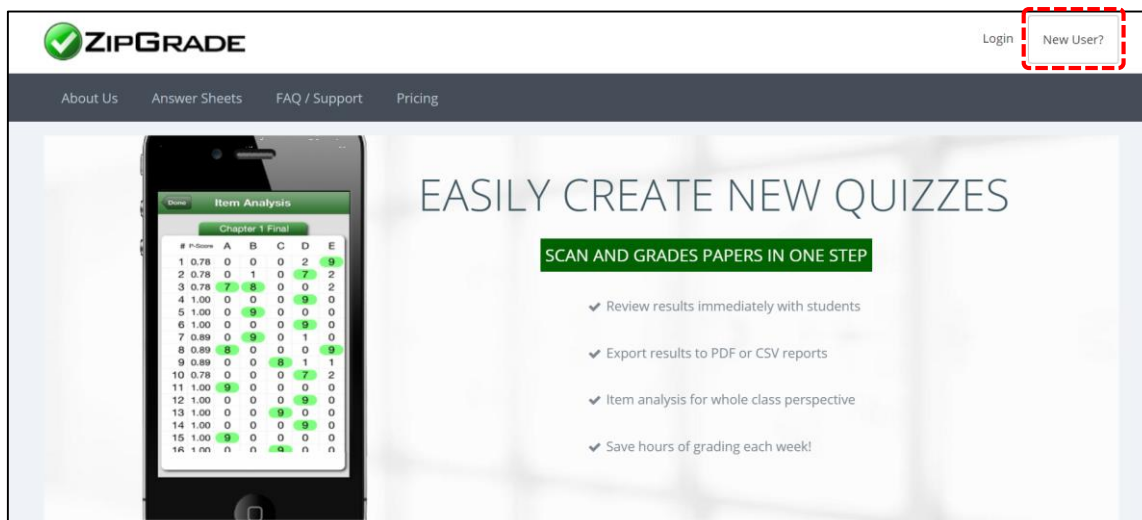 ZIPGRADE
Login New User?
About Us Answer Sheets FAQ / Support Pricing
Done Item Analysis
Chapter 1 Final
# P-Score A B C D E
1 0.78 0 0 0 2 9
2 0.78 0 1 0 7 2
3 0.78 7 8 0 0 2
4 1.00 0 0 0 9 0
5 1.00 0 9 0 0 0
6 1.00 0 0 0 9 0
7 0.89 0 9 0 1 0
8 0.89 8 0 0 0 9
9 0.89 0 0 8 1 1
10 0.78 0 0 0 7 2
11 1.00 9 0 0 0 0
12 1.00 0 0 0 9 0
13 1.00 0 0 9 0 0
14 1.00 0 0 0 9 0
15 1.00 9 0 0 0 0
16 1.00 0 0 9 0 0
EASILY CREATE NEW QUIZZES
SCAN AND GRADES PAPERS IN ONE STEP
✔ Review results immediately with students
✔ Export results to PDF or CSV reports
✔ Item analysis for whole class perspective
✔ Save hours of grading each week!